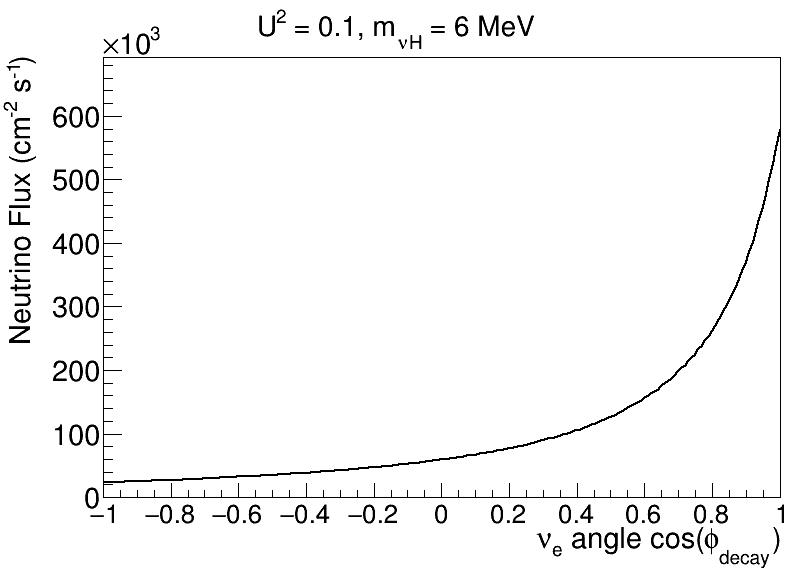 U² = 0.1, m_νH = 6 MeV
×10³
Neutrino Flux (cm⁻² s⁻¹)
600
500
400
300
200
100
0
−1 −0.8 −0.6 −0.4 −0.2 0 0.2 0.4 0.6 0.8 1
ν_e angle cos(ϕ_decay)